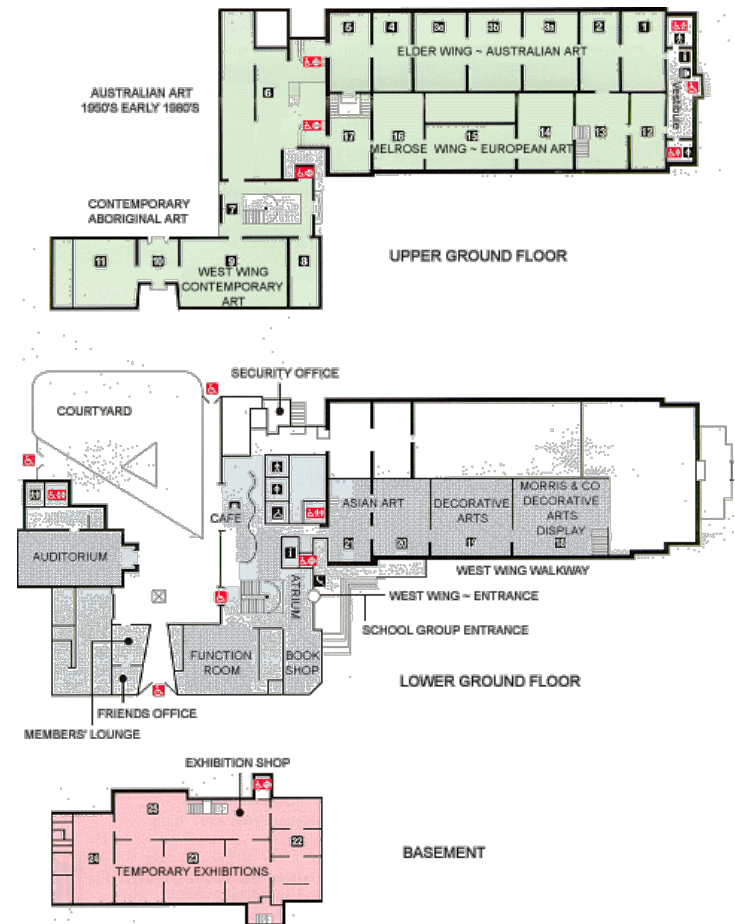 5 4 3c 3b 3a 2 1
ELDER WING ~ AUSTRALIAN ART
6
AUSTRALIAN ART
1950'S EARLY 1980'S
Vestibule
17 16 15 14 13 12
MELROSE WING ~ EUROPEAN ART
CONTEMPORARY
ABORIGINAL ART
7
11 10 9 8
WEST WING
CONTEMPORARY
ART
UPPER GROUND FLOOR
SECURITY OFFICE
COURTYARD
CAFE
ASIAN ART
DECORATIVE
ARTS
MORRIS & CO
DECORATIVE
ARTS
DISPLAY
21 20 19 18
AUDITORIUM
i
ATRIUM
WEST WING WALKWAY
WEST WING ~ ENTRANCE
SCHOOL GROUP ENTRANCE
FUNCTION
ROOM
BOOK
SHOP
LOWER GROUND FLOOR
FRIENDS OFFICE
MEMBERS' LOUNGE
EXHIBITION SHOP
25
22
24 23
TEMPORARY EXHIBITIONS
BASEMENT